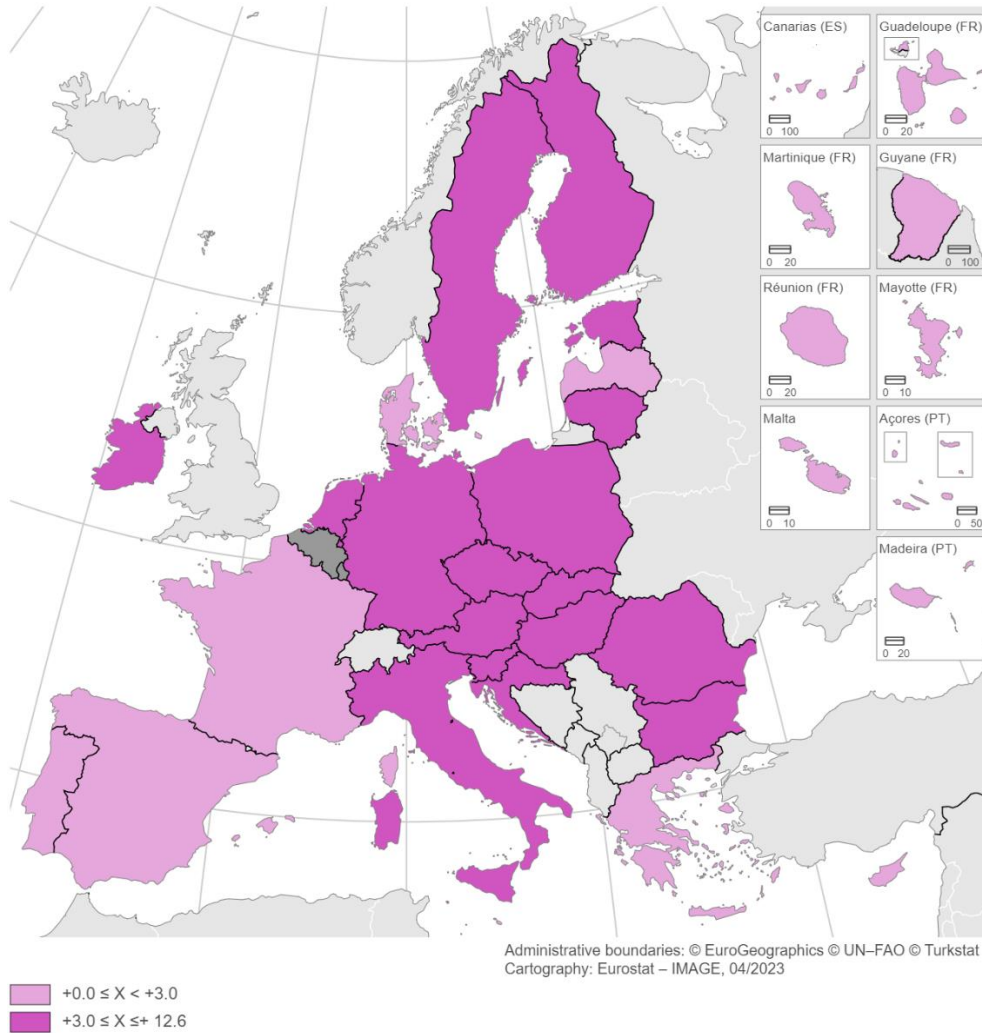 Canarias (ES)
0 100
Guadeloupe (FR)
0 20
Martinique (FR)
0 20
Guyane (FR)
0 100
Réunion (FR)
0 20
Mayotte (FR)
0 10
Malta
0 10
Açores (PT)
0 50
Madeira (PT)
0 20
Administrative boundaries: © EuroGeographics © UN–FAO © Turkstat
Cartography: Eurostat – IMAGE, 04/2023
+0.0 ≤ X < +3.0
+3.0 ≤ X ≤+ 12.6